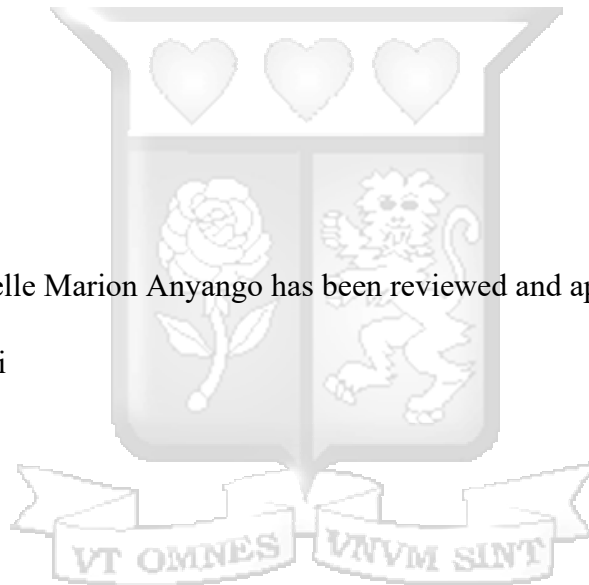 elle Marion Anyango has been reviewed and ap
i
VT OMNES VNVM SINT